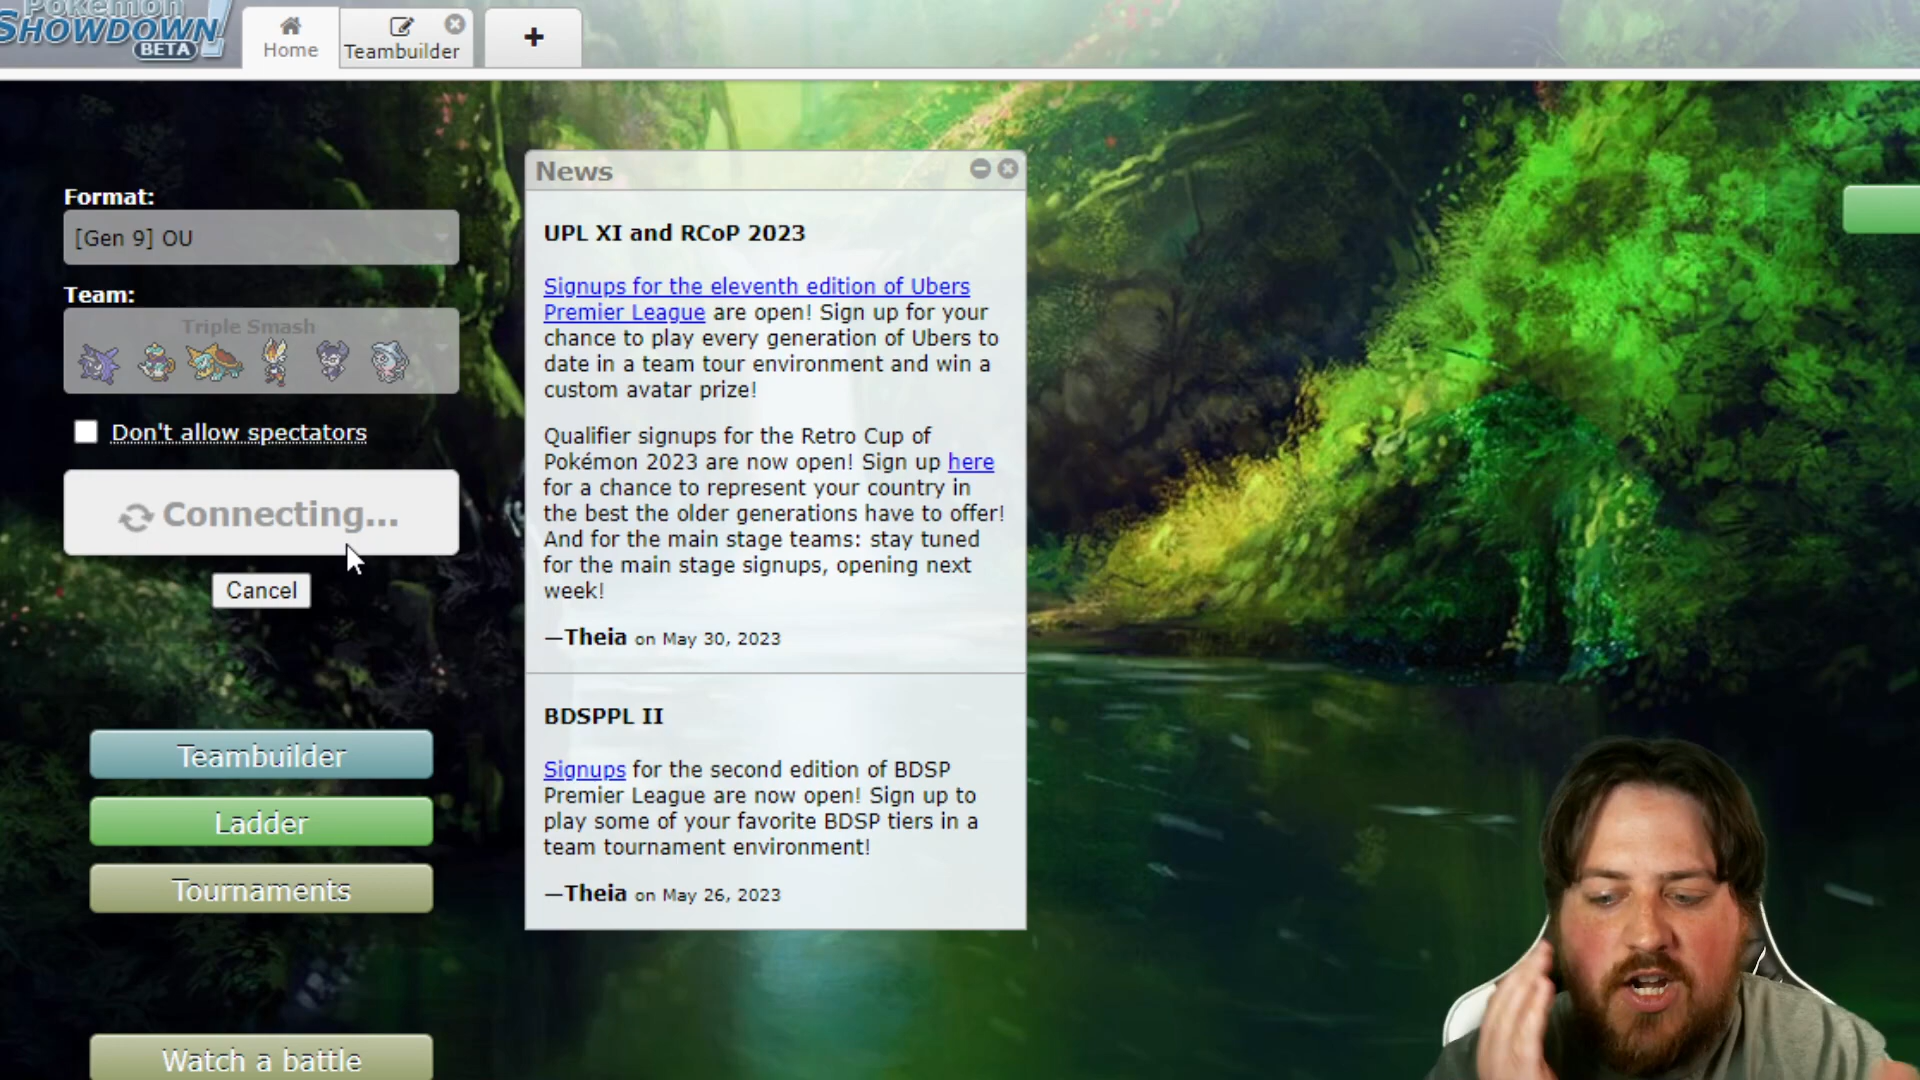 Pokémon
SHOWDOWN!
BETA
Home
Teambuilder
+
Format:
[Gen 9] OU
Team:
Triple Smash
Don't allow spectators
Connecting...
Cancel
Teambuilder
Ladder
Tournaments
Watch a battle
News
UPL XI and RCoP 2023
Signups for the eleventh edition of Ubers
Premier League are open! Sign up for your
chance to play every generation of Ubers to
date in a team tour environment and win a
custom avatar prize!
Qualifier signups for the Retro Cup of
Pokémon 2023 are now open! Sign up here
for a chance to represent your country in
the best the older generations have to offer!
And for the main stage teams: stay tuned
for the main stage signups, opening next
week!
—Theia on May 30, 2023
BDSPPL II
Signups for the second edition of BDSP
Premier League are now open! Sign up to
play some of your favorite BDSP tiers in a
team tournament environment!
—Theia on May 26, 2023